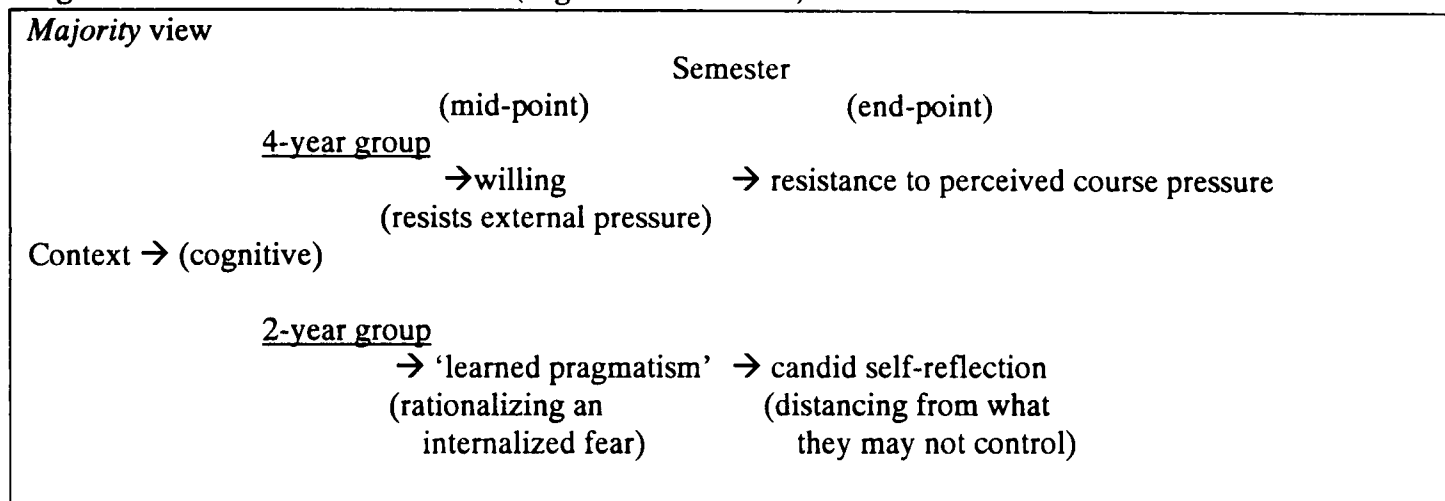 Majority view
Semester
(mid-point) (end-point)
4-year group
→willing → resistance to perceived course pressure
(resists external pressure)
Context → (cognitive)
2-year group
→ 'learned pragmatism' → candid self-reflection
(rationalizing an (distancing from what
internalized fear) they may not control)